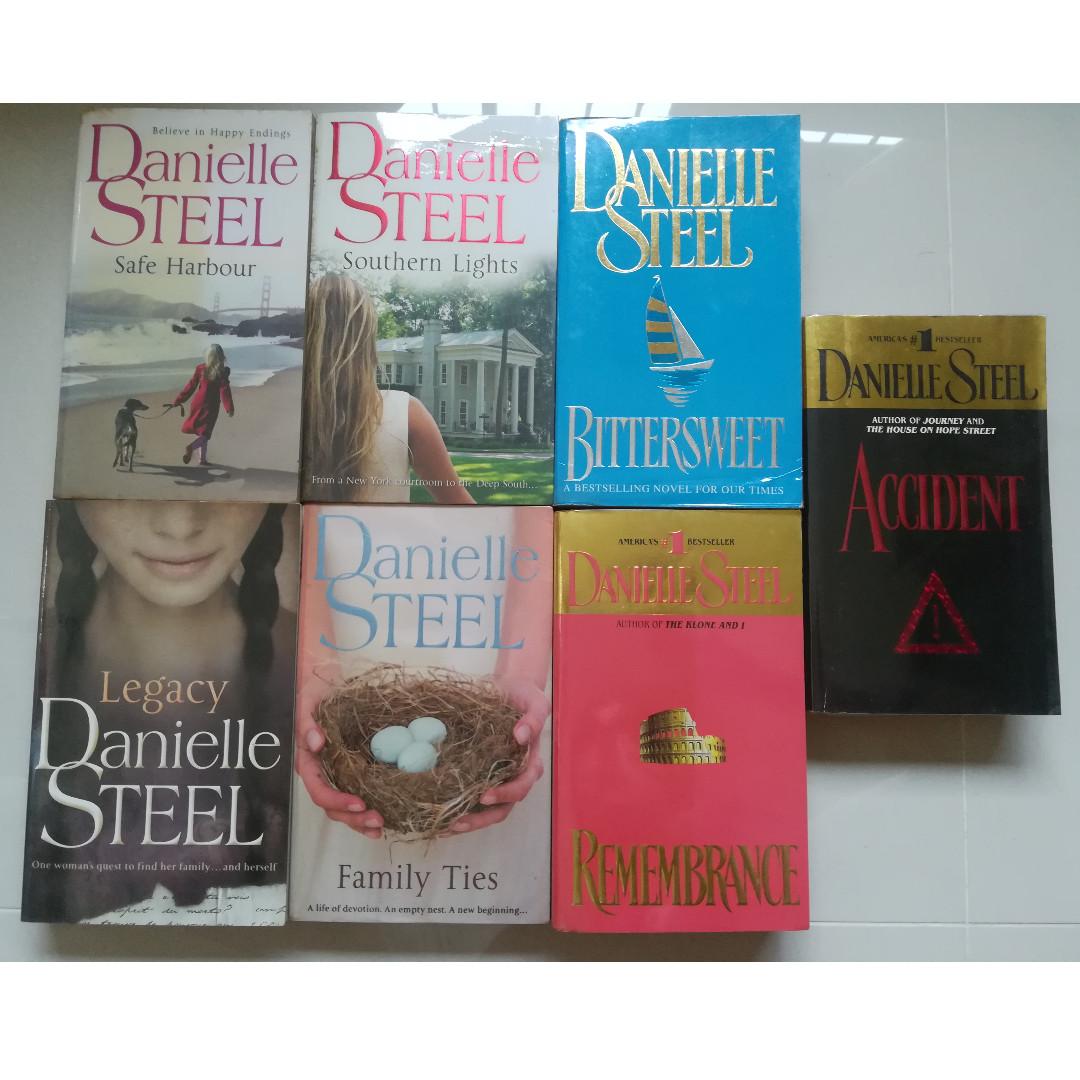 Believe in Happy Endings
Danielle
STEEL
Safe Harbour
Danielle
STEEL
Southern Lights
From a New York courtroom to the Deep South...
DANIELLE
STEEL
BITTERSWEET
A BESTSELLING NOVEL FOR OUR TIMES
AMERICA'S #1 BESTSELLER
DANIELLE STEEL
AUTHOR OF JOURNEY AND
THE HOUSE ON HOPE STREET
ACCIDENT
!
Legacy
Danielle
STEEL
One woman's quest to find her family...and herself
Danielle
STEEL
Family Ties
A life of devotion. An empty nest. A new beginning...
AMERICA'S #1 BESTSELLER
DANIELLE STEEL
AUTHOR OF THE KLONE AND I
REMEMBRANCE